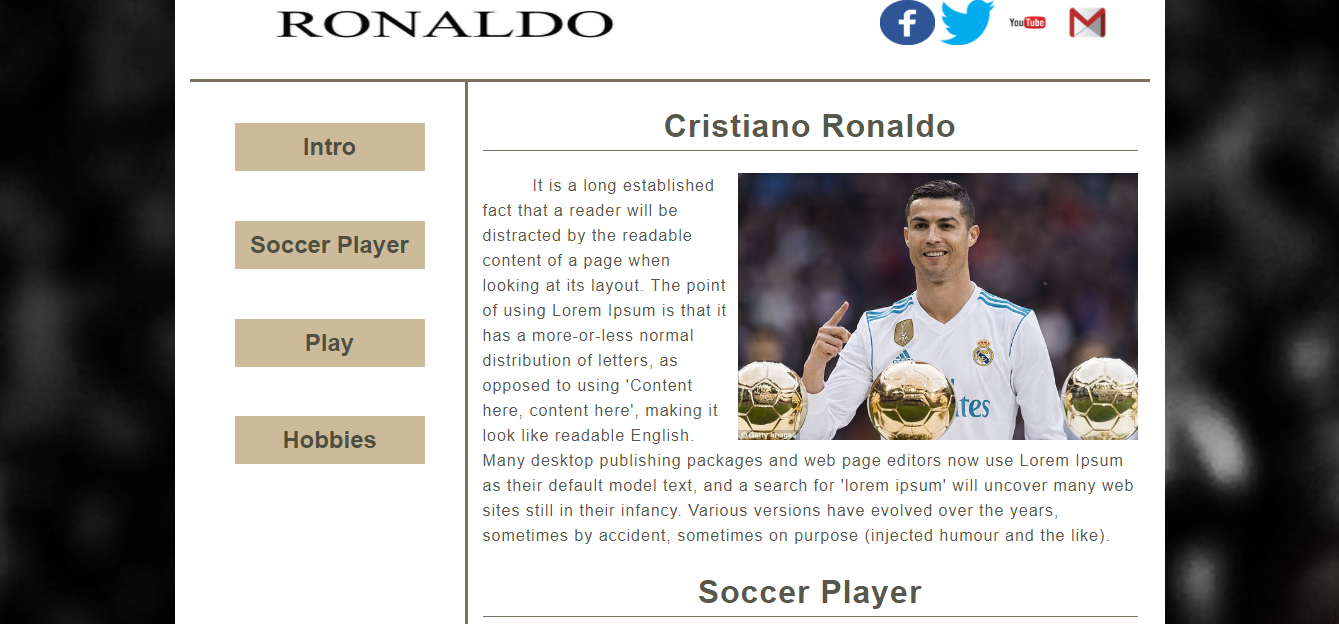 RONALDO
You Tube
Intro
Soccer Player
Play
Hobbies
Cristiano Ronaldo
It is a long established
fact that a reader will be
distracted by the readable
content of a page when
looking at its layout. The point
of using Lorem Ipsum is that it
has a more-or-less normal
distribution of letters, as
opposed to using 'Content
here, content here', making it
look like readable English.
Many desktop publishing packages and web page editors now use Lorem Ipsum
as their default model text, and a search for 'lorem ipsum' will uncover many web
sites still in their infancy. Various versions have evolved over the years,
sometimes by accident, sometimes on purpose (injected humour and the like).
tes
© Getty Images
Soccer Player